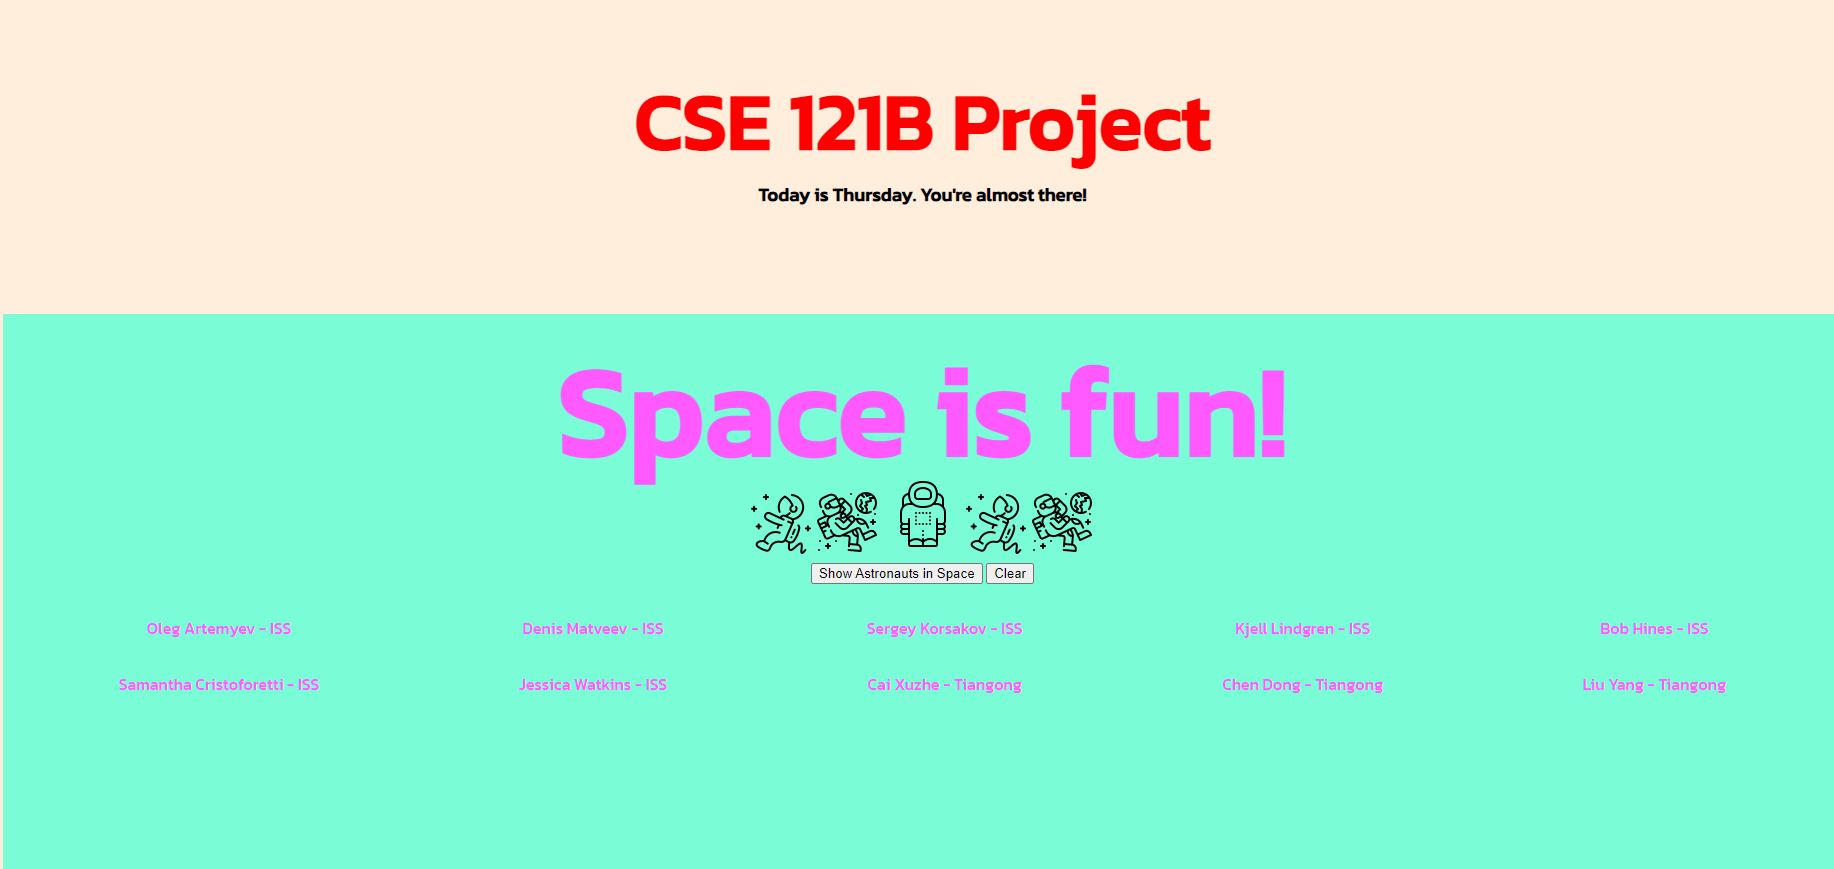 CSE 121B Project
Today is Thursday. You're almost there!
Space is fun!
Show Astronauts in Space Clear
Oleg Artemyev - ISS Denis Matveev - ISS Sergey Korsakov - ISS Kjell Lindgren - ISS Bob Hines - ISS
Samantha Cristoforetti - ISS Jessica Watkins - ISS Cai Xuzhe - Tiangong Chen Dong - Tiangong Liu Yang - Tiangong